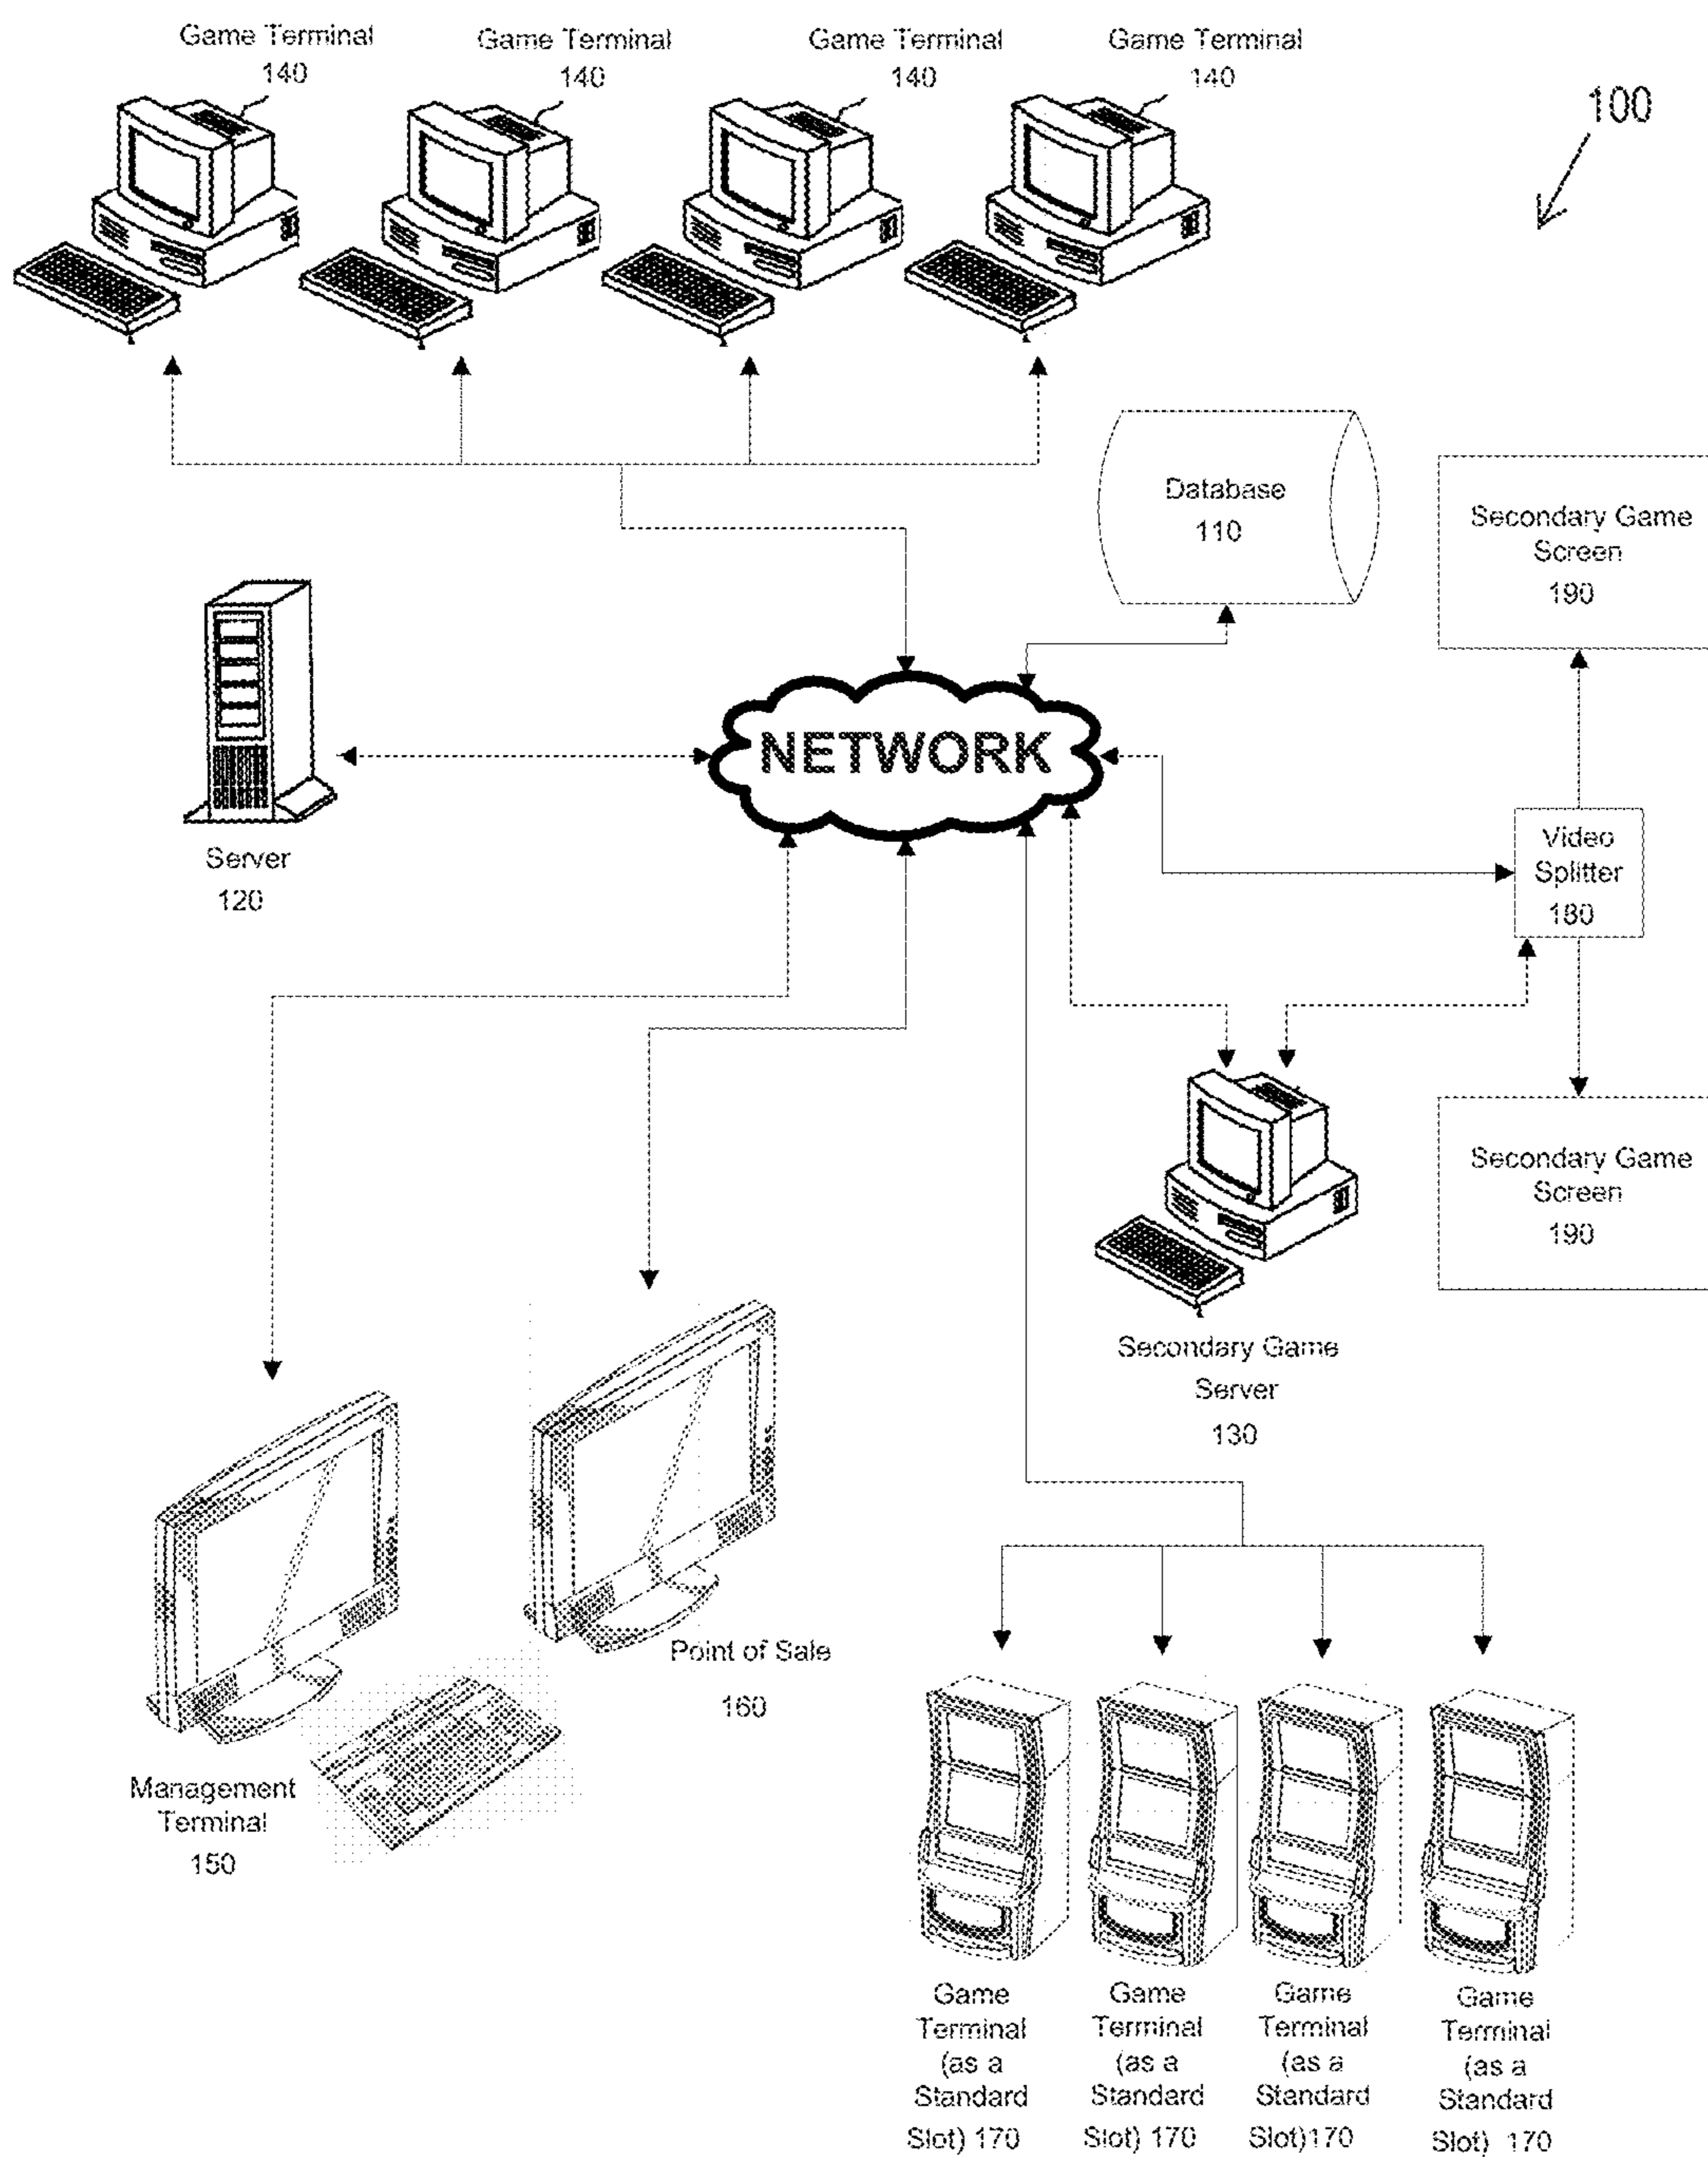 Game Terminal
140
Game Terminal
140
Game Terminal
140
Game Terminal
140
100
Database
110
Secondary Game
Screen
190
NETWORK
Server
120
Video
Splitter
180
Secondary Game
Screen
190
Secondary Game
Server
130
Point of Sale
160
Management
Terminal
150
Game
Terminal
(as a
Standard
Slot) 170
Game
Terminal
(as a
Standard
Slot) 170
Game
Terminal
(as a
Standard
Slot)170
Game
Terminal
(as a
Standard
Slot) 170